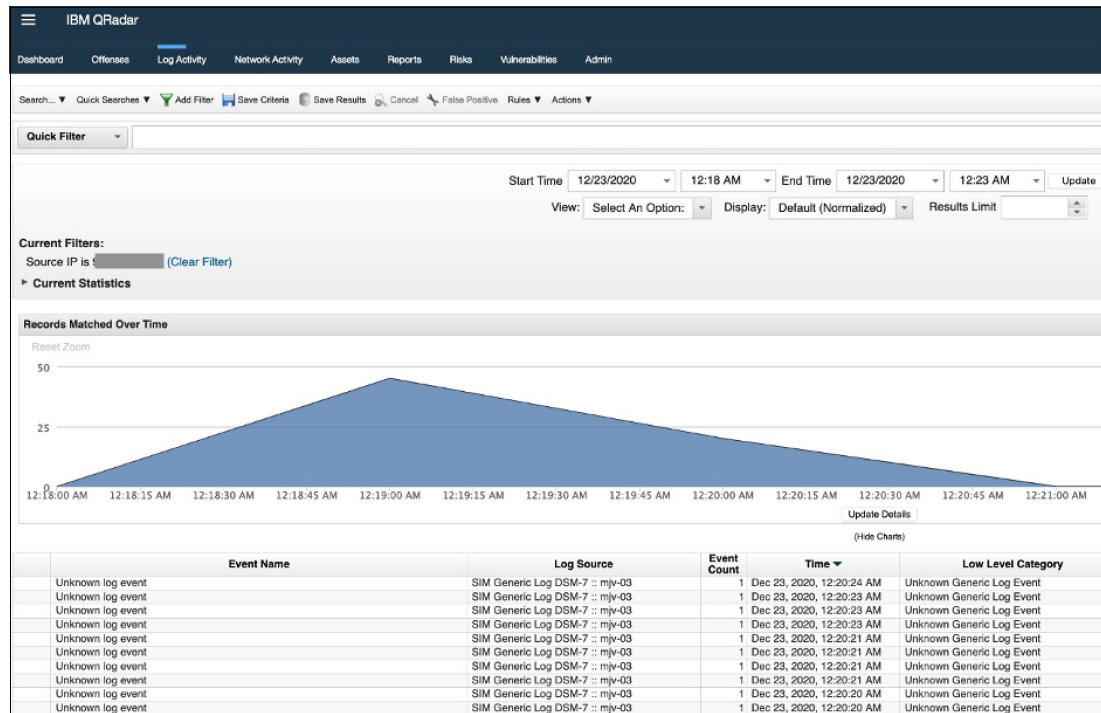 IBM QRadar
Dashboard Offenses Log Activity Network Activity Assets Reports Risks Vulnerabilities Admin
Search... ▼ Quick Searches ▼ Add Filter Save Criteria Save Results Cancel False Positive Rules ▼ Actions ▼
Quick Filter
Start Time 12/23/2020 12:18 AM End Time 12/23/2020 12:23 AM Update
View: Select An Option: Display: Default (Normalized) Results Limit
Current Filters:
Source IP is (Clear Filter)
Current Statistics
Records Matched Over Time
Reset Zoom
50
25
0
12:18:00 AM 12:18:15 AM 12:18:30 AM 12:18:45 AM 12:19:00 AM 12:19:15 AM 12:19:30 AM 12:19:45 AM 12:20:00 AM 12:20:15 AM 12:20:30 AM 12:20:45 AM 12:21:00 AM
Update Details
(Hide Charts)
Event Name Log Source Event Count Time ▼ Low Level Category
Unknown log event SIM Generic Log DSM-7 :: mjv-03 1 Dec 23, 2020, 12:20:24 AM Unknown Generic Log Event
Unknown log event SIM Generic Log DSM-7 :: mjv-03 1 Dec 23, 2020, 12:20:23 AM Unknown Generic Log Event
Unknown log event SIM Generic Log DSM-7 :: mjv-03 1 Dec 23, 2020, 12:20:23 AM Unknown Generic Log Event
Unknown log event SIM Generic Log DSM-7 :: mjv-03 1 Dec 23, 2020, 12:20:21 AM Unknown Generic Log Event
Unknown log event SIM Generic Log DSM-7 :: mjv-03 1 Dec 23, 2020, 12:20:21 AM Unknown Generic Log Event
Unknown log event SIM Generic Log DSM-7 :: mjv-03 1 Dec 23, 2020, 12:20:21 AM Unknown Generic Log Event
Unknown log event SIM Generic Log DSM-7 :: mjv-03 1 Dec 23, 2020, 12:20:21 AM Unknown Generic Log Event
Unknown log event SIM Generic Log DSM-7 :: mjv-03 1 Dec 23, 2020, 12:20:21 AM Unknown Generic Log Event
Unknown log event SIM Generic Log DSM-7 :: mjv-03 1 Dec 23, 2020, 12:20:20 AM Unknown Generic Log Event
Unknown log event SIM Generic Log DSM-7 :: mjv-03 1 Dec 23, 2020, 12:20:20 AM Unknown Generic Log Event